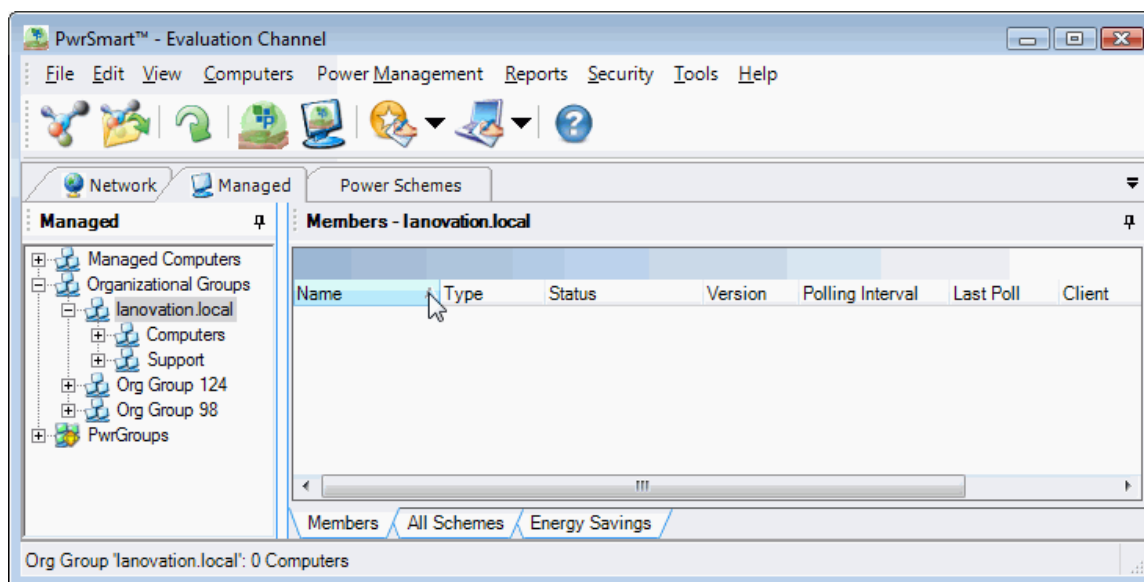 PwrSmart™ - Evaluation Channel
File Edit View Computers Power Management Reports Security Tools Help
Network Managed Power Schemes
Managed
Members - lanovation.local
Managed Computers
Organizational Groups
lanovation.local
Computers
Support
Org Group 124
Org Group 98
PwrGroups
Name Type Status Version Polling Interval Last Poll Client
Members All Schemes Energy Savings
Org Group 'lanovation.local': 0 Computers